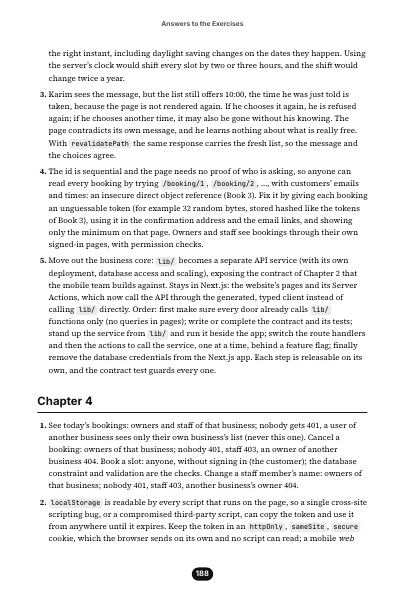 Answers to the Exercises
the right instant, including daylight saving changes on the dates they happen. Using
the server's clock would shift every slot by two or three hours, and the shift would
change twice a year.
3. Karim sees the message, but the list still offers 10:00, the time he was just told is
taken, because the page is not rendered again. If he chooses it again, he is refused
again; if he chooses another time, it may also be gone without his knowing. The
page contradicts its own message, and he learns nothing about what is really free.
With revalidatePath the same response carries the fresh list, so the message and
the choices agree.
4. The id is sequential and the page needs no proof of who is asking, so anyone can
read every booking by trying /booking/1, /booking/2, ..., with customers' emails
and times: an insecure direct object reference (Book 3). Fix it by giving each booking
an unguessable token (for example 32 random bytes, stored hashed like the tokens
of Book 3), using it in the confirmation address and the email links, and showing
only the minimum on that page. Owners and staff see bookings through their own
signed-in pages, with permission checks.
5. Move out the business core: lib/ becomes a separate API service (with its own
deployment, database access and scaling), exposing the contract of Chapter 2 that
the mobile team builds against. Stays in Next.js: the website's pages and its Server
Actions, which now call the API through the generated, typed client instead of
calling lib/ directly. Order: first make sure every door already calls lib/
functions only (no queries in pages); write or complete the contract and its tests;
stand up the service from lib/ and run it beside the app; switch the route handlers
and then the actions to call the service, one at a time, behind a feature flag; finally
remove the database credentials from the Next.js app. Each step is releasable on its
own, and the contract test guards every one.
Chapter 4
1. See today's bookings: owners and staff of that business; nobody gets 401, a user of
another business sees only their own business's list (never this one). Cancel a
booking: owners of that business; nobody 401, staff 403, an owner of another
business 404. Book a slot: anyone, without signing in (the customer); the database
constraint and validation are the checks. Change a staff member's name: owners of
that business; nobody 401, staff 403, another business's owner 404.
2. localStorage is readable by every script that runs on the page, so a single cross-site
scripting bug, or a compromised third-party script, can copy the token and use it
from anywhere until it expires. Keep the token in an httpOnly, sameSite, secure
cookie, which the browser sends on its own and no script can read; a mobile web
188